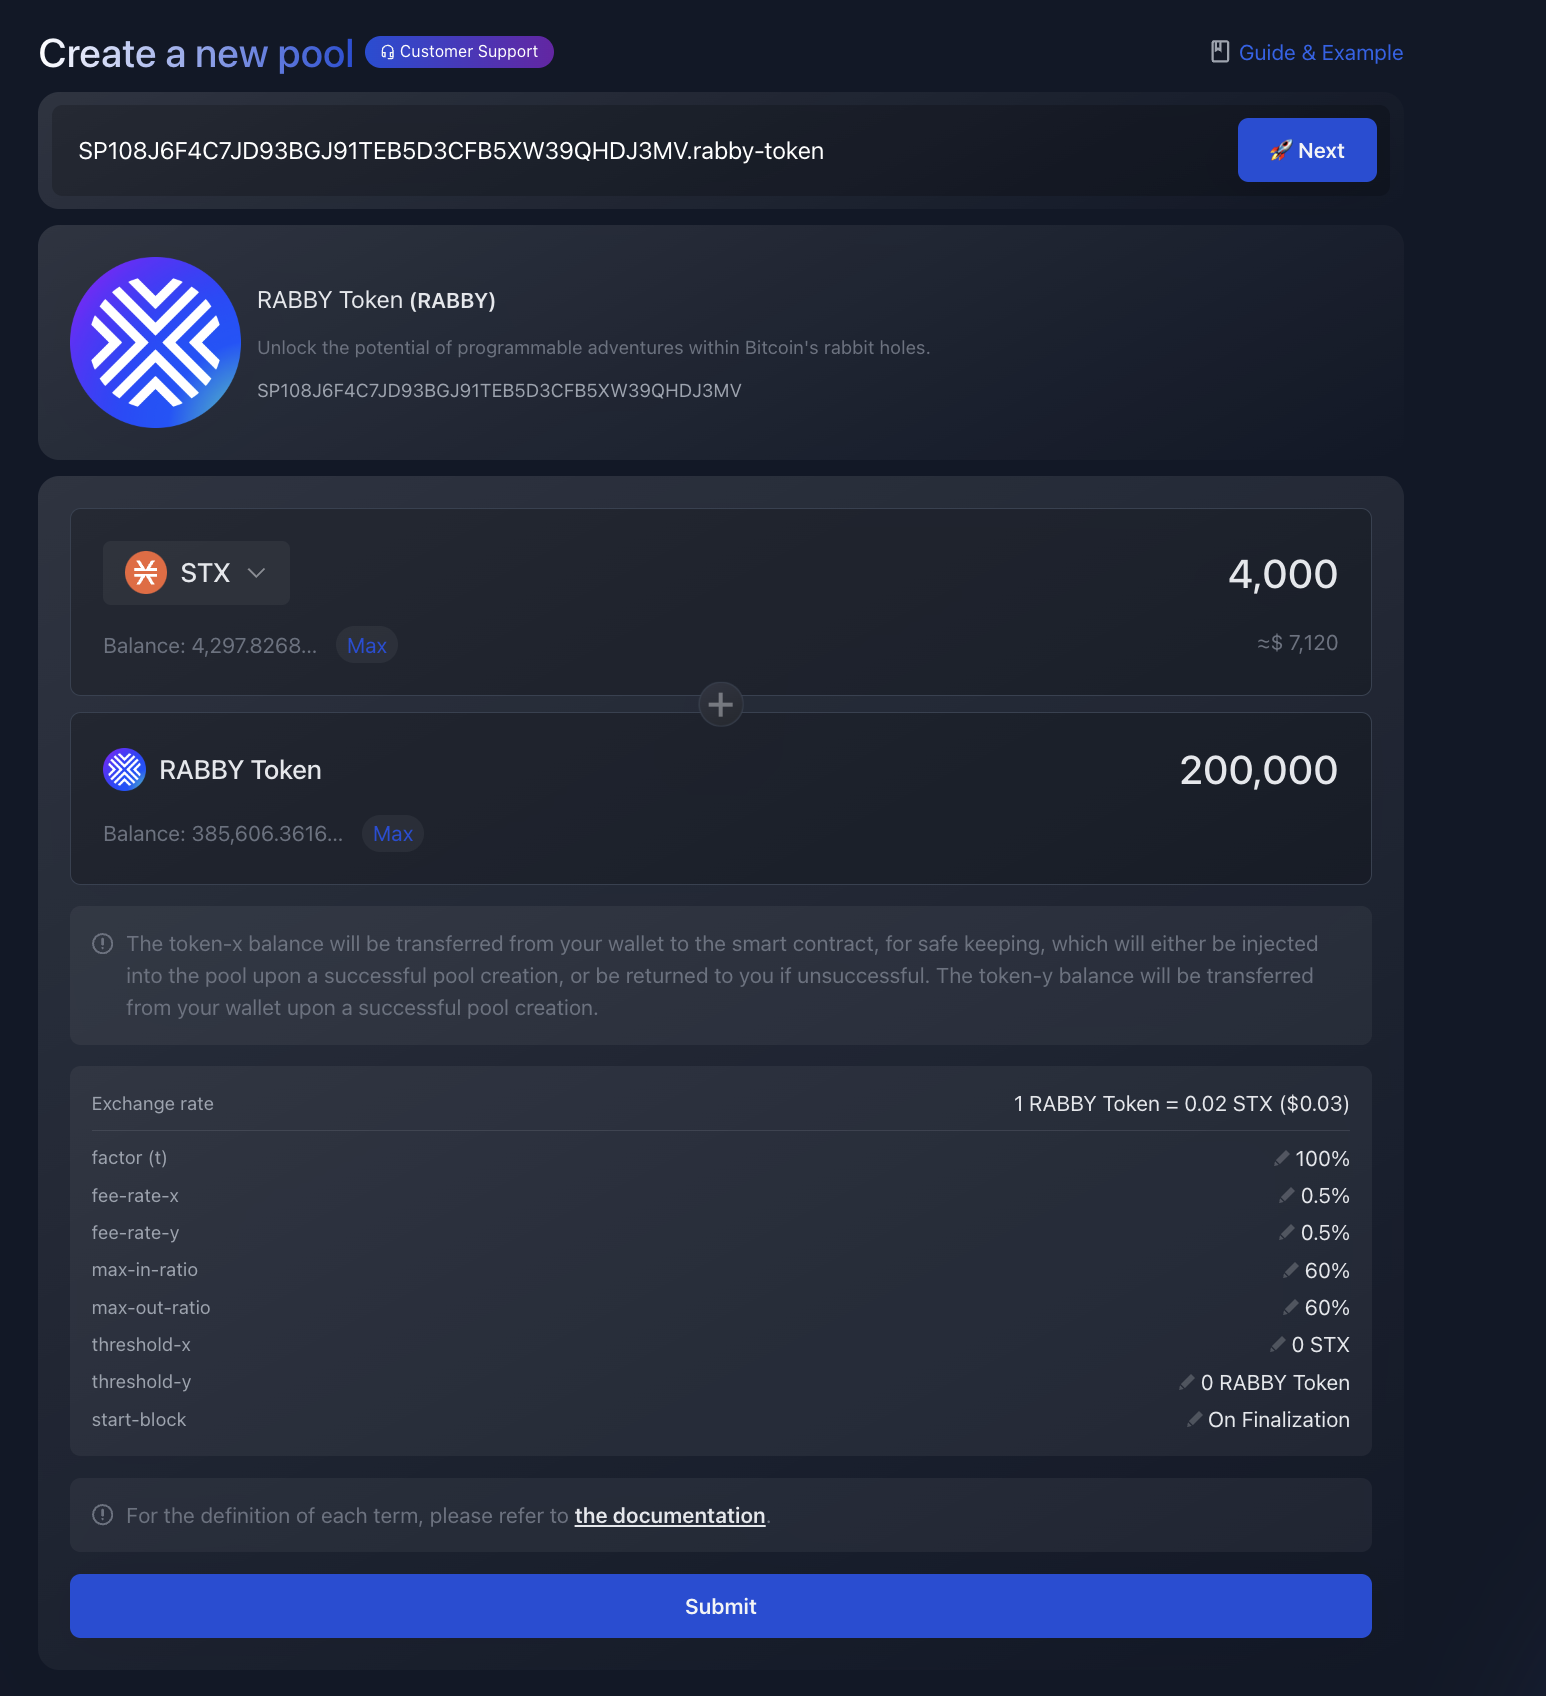 Create a new pool
Customer Support
Guide & Example
SP108J6F4C7JD93BGJ91TEB5D3CFB5XW39QHDJ3MV.rabby-token
🚀 Next
RABBY Token (RABBY)
Unlock the potential of programmable adventures within Bitcoin's rabbit holes.
SP108J6F4C7JD93BGJ91TEB5D3CFB5XW39QHDJ3MV
STX
4,000
Balance: 4,297.8268...
Max
≈$ 7,120
RABBY Token
200,000
Balance: 385,606.3616...
Max
The token-x balance will be transferred from your wallet to the smart contract, for safe keeping, which will either be injected
into the pool upon a successful pool creation, or be returned to you if unsuccessful. The token-y balance will be transferred
from your wallet upon a successful pool creation.
Exchange rate
1 RABBY Token = 0.02 STX ($0.03)
factor (t)
100%
fee-rate-x
0.5%
fee-rate-y
0.5%
max-in-ratio
60%
max-out-ratio
60%
threshold-x
0 STX
threshold-y
0 RABBY Token
start-block
On Finalization
For the definition of each term, please refer to the documentation.
Submit